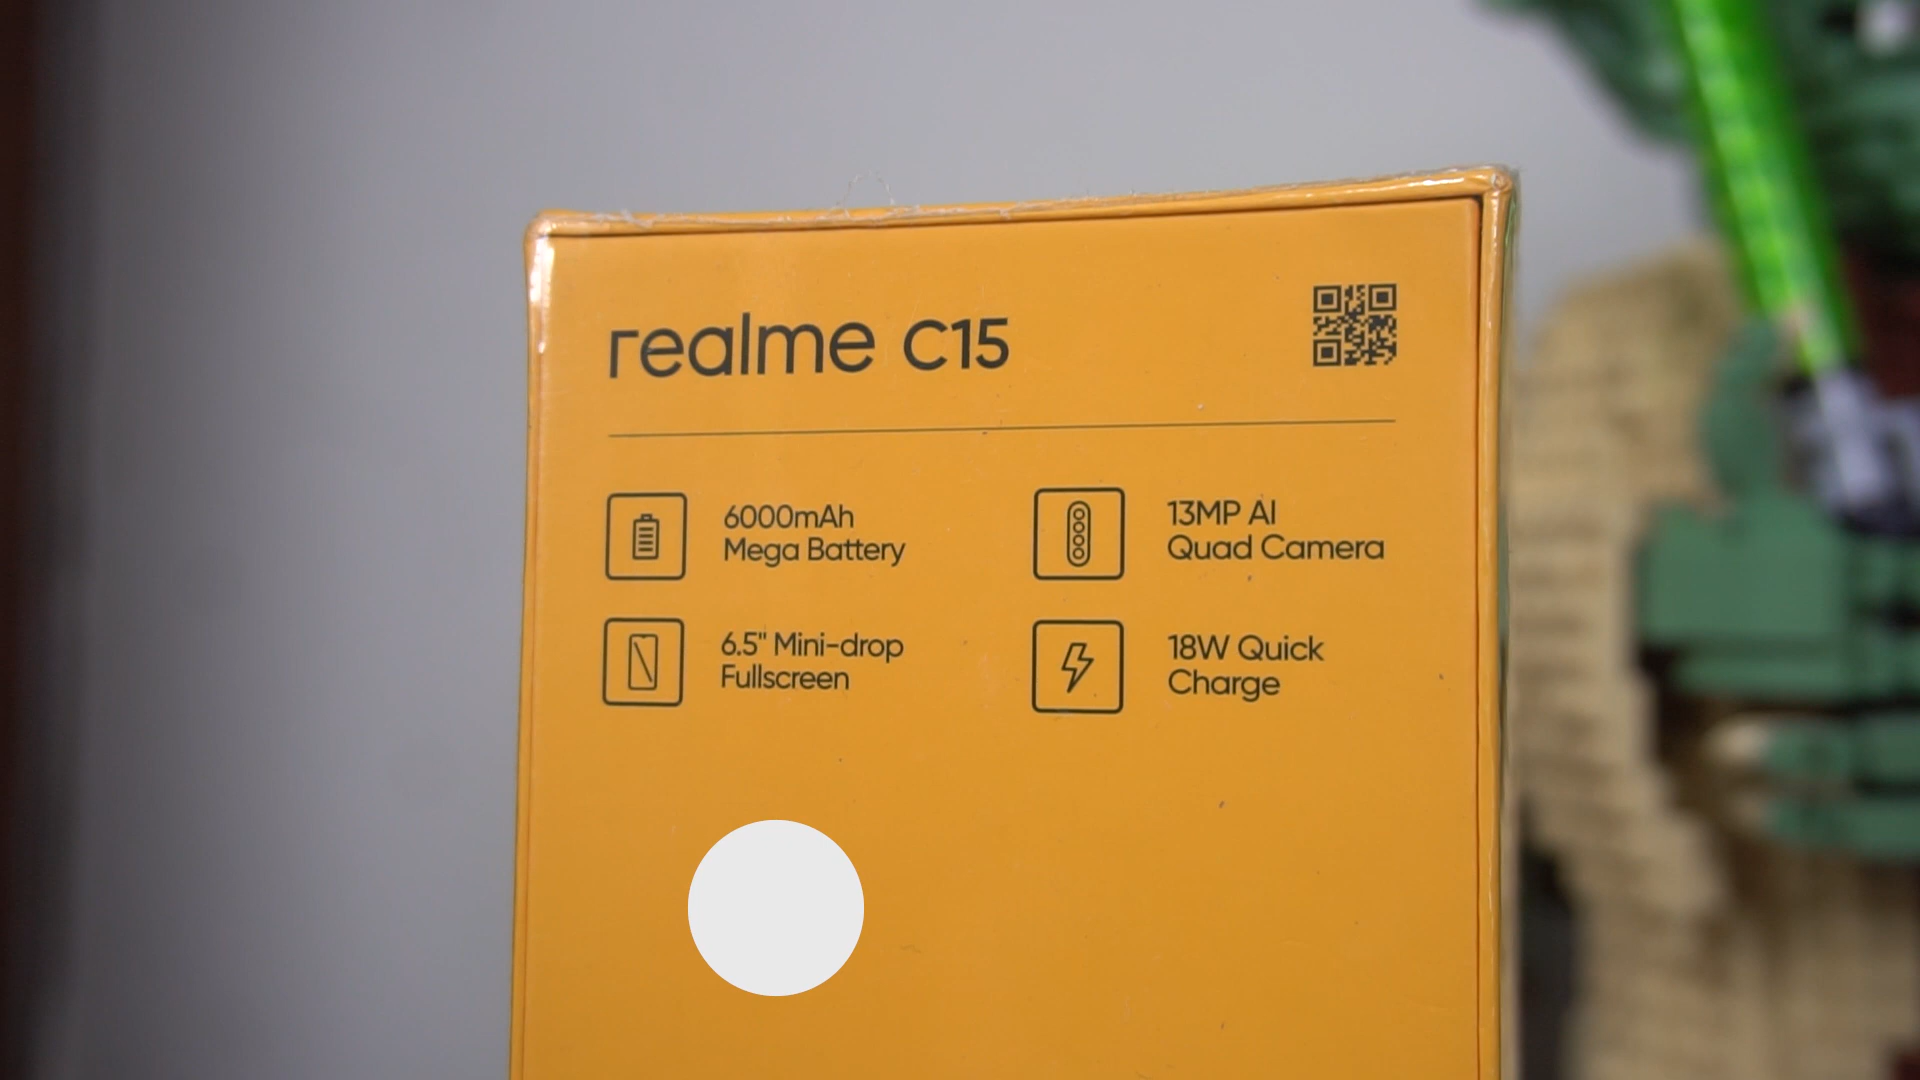 realme C15
6000mAh
Mega Battery
13MP AI
Quad Camera
6.5" Mini-drop
Fullscreen
18W Quick
Charge